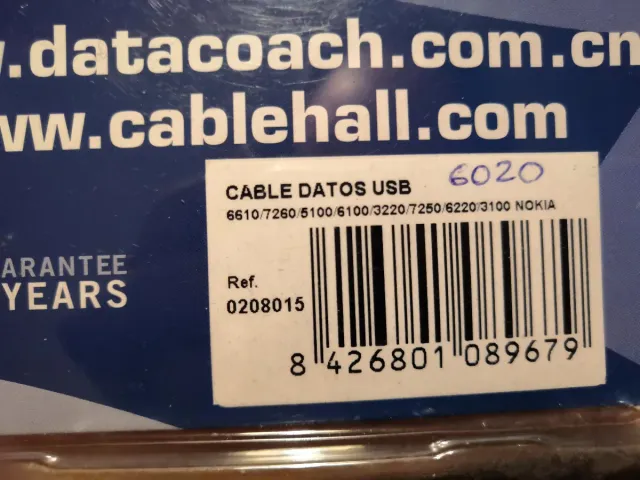 .datacoach.com.cn
ww.cablehall.com
CABLE DATOS USB 6020
6610/7260/5100/6100/3220/7250/6220/3100 NOKIA
ARANTEE
YEARS
Ref.
0208015
8 426801 089679